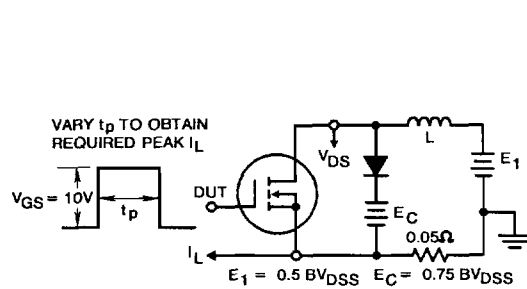 VARY tp TO OBTAIN
REQUIRED PEAK IL
VGS = 10V
tp
DUT
VDS
L
E1
EC
0.05Ω
IL
E1 = 0.5 BVDSS EC = 0.75 BVDSS